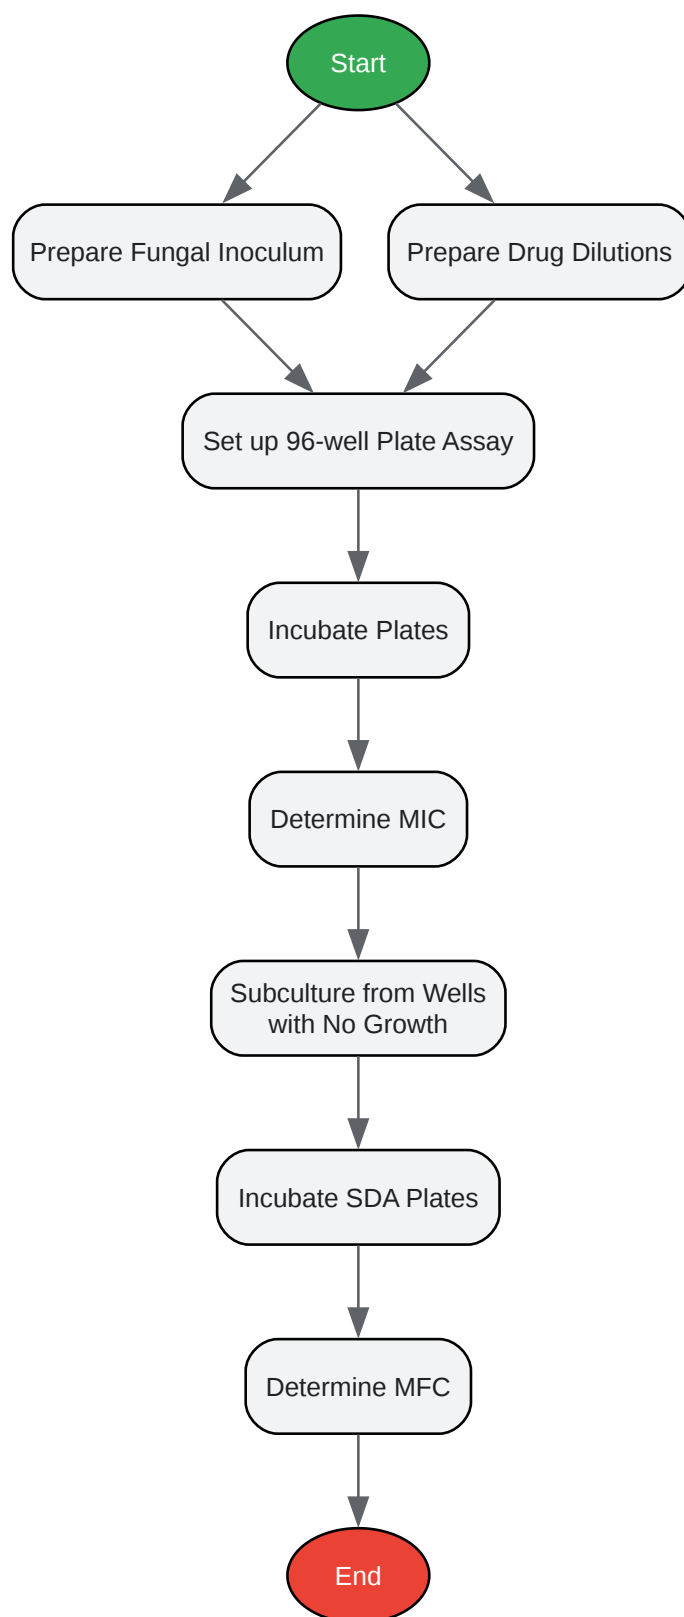 Start
Prepare Fungal Inoculum
Prepare Drug Dilutions
Set up 96-well Plate Assay
Incubate Plates
Determine MIC
Subculture from Wells
with No Growth
Incubate SDA Plates
Determine MFC
End